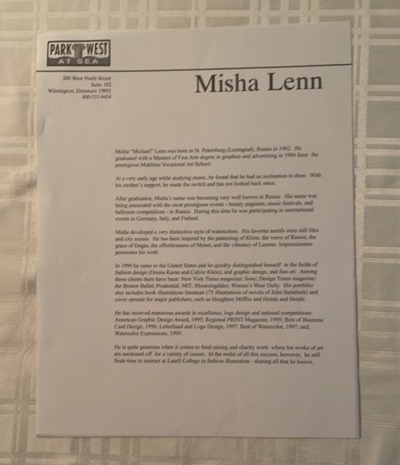 PARK WEST
AT SEA
200 West Ninth Street
Suite 102
Wilmington, Delaware 19801
800-521-9654
Misha Lenn
Misha "Michael" Lenn was born in St. Petersburg (Leningrad), Russia in 1962. He
graduated with a Masters of Fine Arts degree in graphics and advertising in 1984 from the
prestigious Mukhina Vocational Art School.
At a very early age while studying music, he found that he had an inclination to draw. With
his mother's support, he made the switch and has not looked back since.
After graduation, Misha's name was becoming very well known in Russia. His name was
being associated with the most prestigious events - beauty pageants, music festivals, and
ballroom competitions - in Russia. During this time he was participating in international
events in Germany, Italy, and Finland.
Misha developed a very distinctive style of watercolors. His favorite motifs were still lifes
and city scenes. He has been inspired by the patterning of Klimt, the verve of Renoir, the
grace of Degas, the effortlessness of Monet, and the vibrancy of Lautrec. Impressionism
permeates his work.
In 1990 he came to the United States and he quickly distinguished himself in the fields of
fashion design (Donna Karan and Calvin Klein), and graphic design, and fine art. Among
these clients there have been: New York Times magazine; Sony; Design Times magazine;
the Boston Ballet; Prudential, MIT; Bloomingdales; Women's Wear Daily. His portfolio
also includes book illustrations literature (75 illustrations of novels of John Steinbeck) and
cover spreads for major publishers, such as Houghton Mifflin and Heinle and Heinle.
He has received numerous awards in excellence, logo design and national competitions:
American Graphic Design Award, 1995; Regional PRINT Magazine, 1995; Best of Business
Card Design, 1996; Letterhead and Logo Design, 1997; Best of Watercolor, 1997; and,
Watercolor Expressions, 1999.
He is quite generous when it comes to fund raising and charity work: where his works of art
are auctioned off for a variety of causes. In the midst of all this success, however, he still
finds time to instruct at Lasell College in fashion illustration - sharing all that he knows.